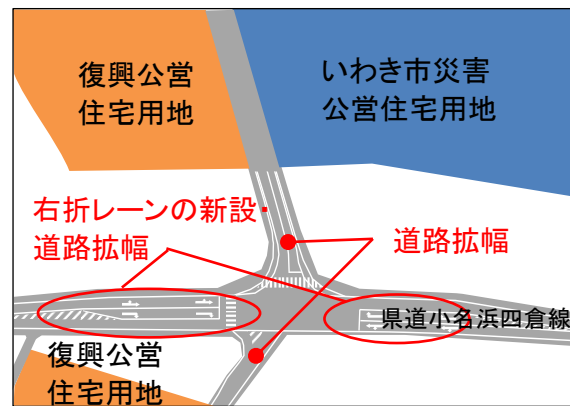 復興公営
住宅用地
いわき市災害
公営住宅用地
右折レーンの新設・
道路拡幅
道路拡幅
県道小名浜四倉線
復興公営
住宅用地